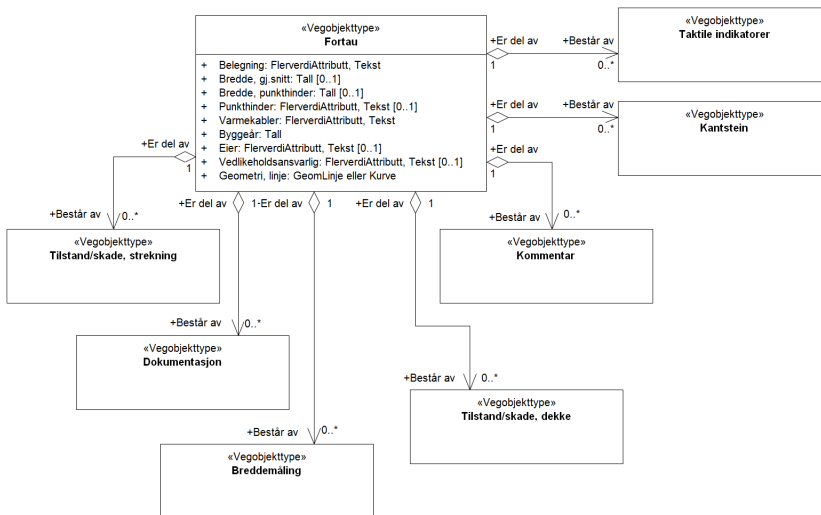 «Vegobjekttype»
Fortau
+ Belegning: FlerverdiAttributt, Tekst
+ Bredde, gj.snitt: Tall [0..1]
+ Bredde, punkthinder: Tall [0..1]
+ Punkthinder: FlerverdiAttributt, Tekst [0..1]
+ Varmekabler: FlerverdiAttributt, Tekst
+ Byggeår: Tall
+ Eier: FlerverdiAttributt, Tekst [0..1]
+ Vedlikeholdsansvarlig: FlerverdiAttributt, Tekst [0..1]
+ Geometri, linje: GeomLinje eller Kurve
+Er del av
1
+Består av
0..*
«Vegobjekttype»
Taktile indikatorer
+Er del av
1
+Består av
0..*
«Vegobjekttype»
Kantstein
+Er del av
1
+Består av
0..*
«Vegobjekttype»
Tilstand/skade, strekning
+Er del av
1
+Består av
0..*
«Vegobjekttype»
Kommentar
+Er del av
1
+Består av
0..*
«Vegobjekttype»
Dokumentasjon
-Er del av
1
+Består av
0..*
«Vegobjekttype»
Breddemåling
+Er del av
1
+Består av
0..*
«Vegobjekttype»
Tilstand/skade, dekke